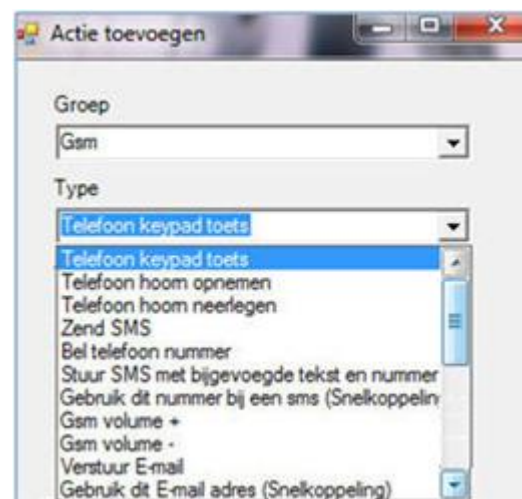 Actie toevoegen
Groep
Gsm
Type
Telefoon keypad toets
Telefoon keypad toets
Telefoon hoorn opnemen
Telefoon hoorn neerlegen
Zend SMS
Bel telefoon nummer
Stuur SMS met bijgevoegde tekst en nummer
Gebruik dit nummer bij een sms (Snelkoppelin
Gsm volume +
Gsm volume -
Verstuur E-mail
Gebruik dit E-mail adres (Snelkoppeling)